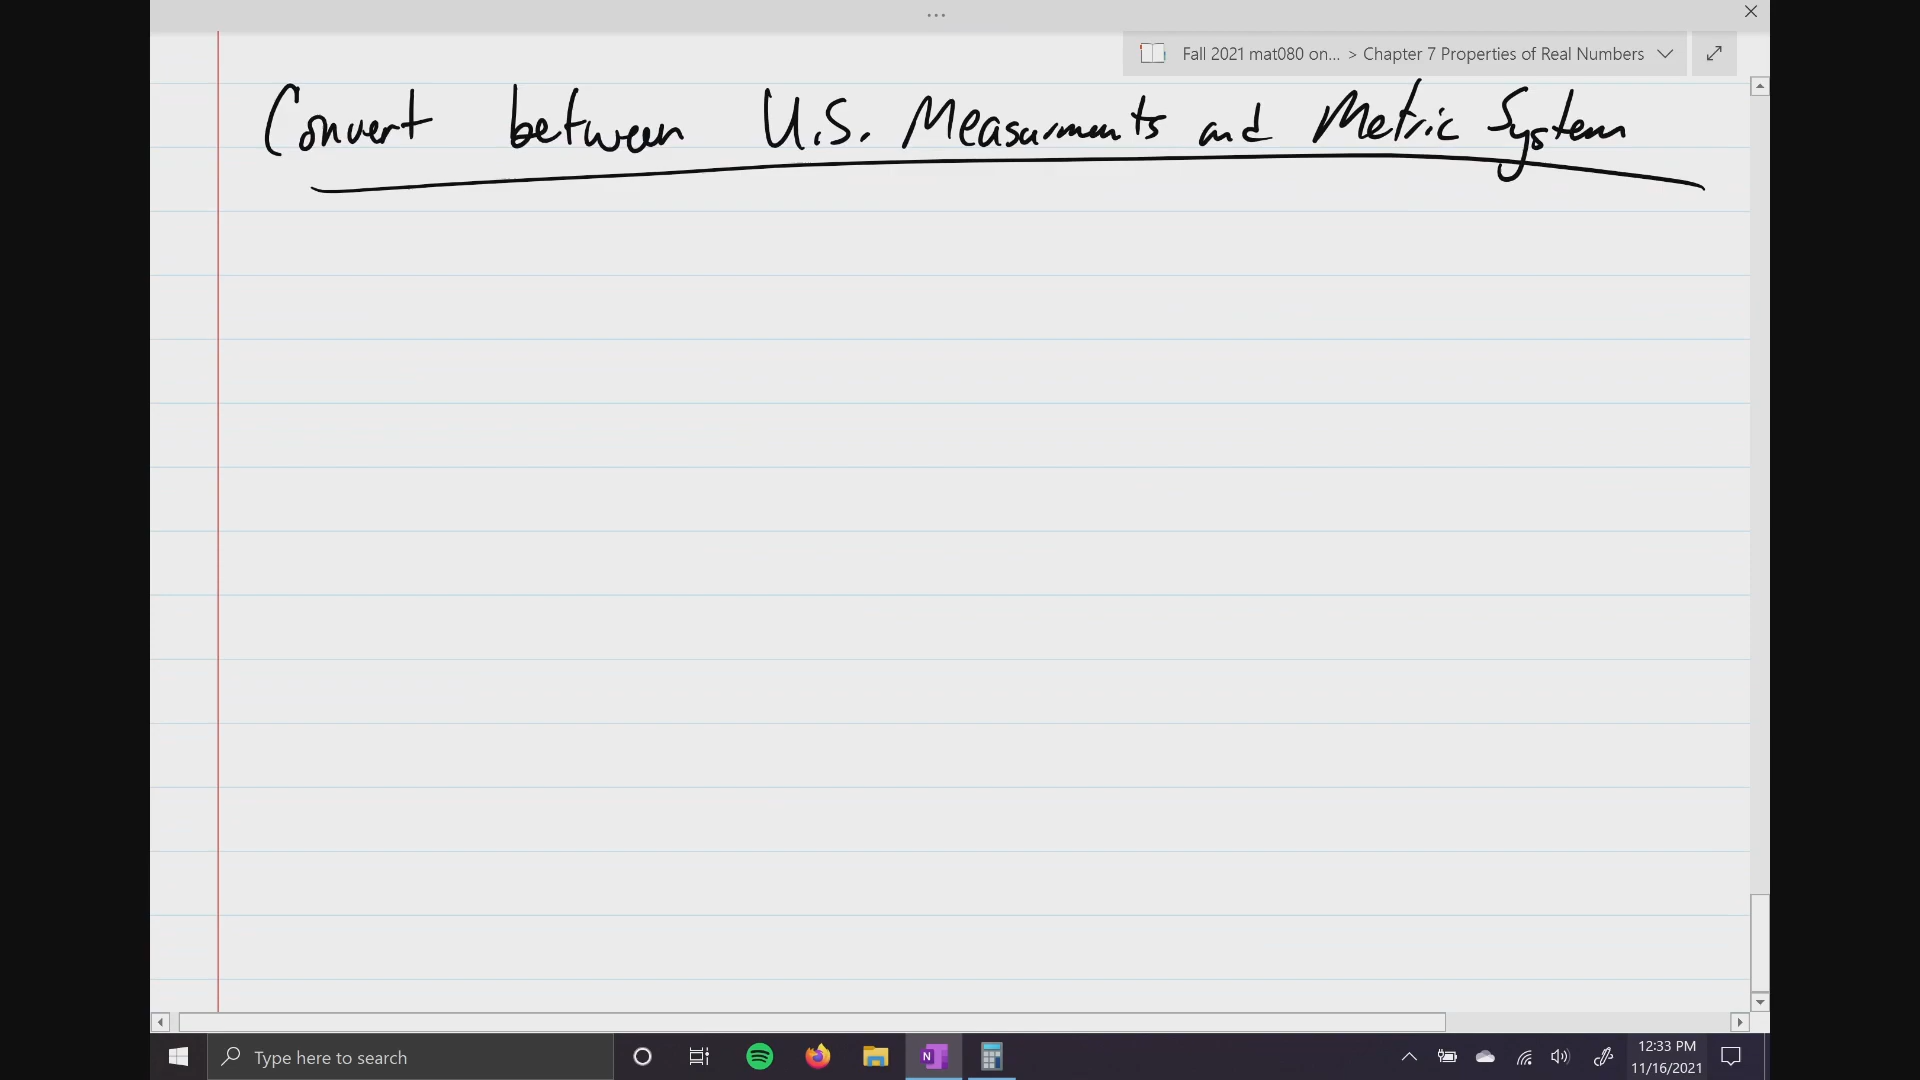 Fall 2021 mat080 on... > Chapter 7 Properties of Real Numbers
Convert between U.S. Measurments and Metric System
Type here to search
12:33 PM
11/16/2021